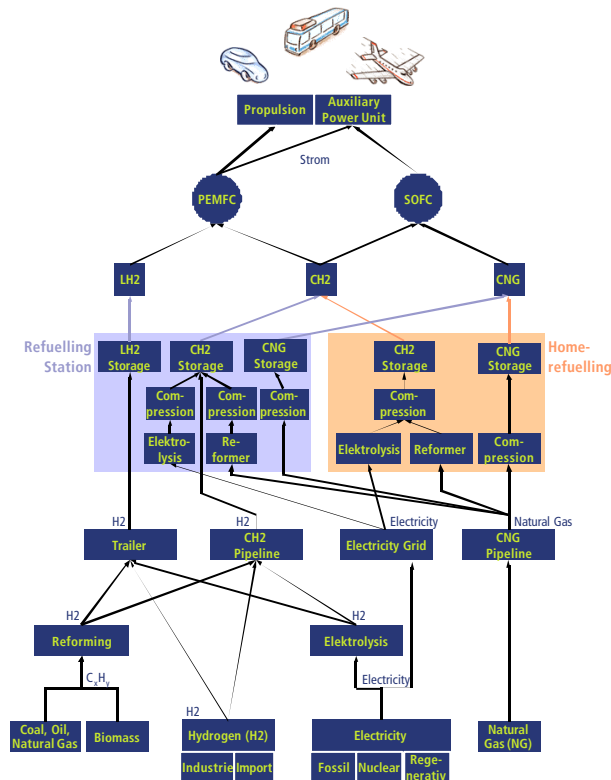 Propulsion
Auxiliary
Power Unit
Strom
PEMFC
SOFC
LH2
CH2
CNG
Refuelling
Station
LH2
Storage
CH2
Storage
CNG
Storage
CH2
Storage
CNG
Storage
Home-
refuelling
Com-
pression
Com-
pression
Com-
pression
Com-
pression
Elektro-
lysis
Re-
former
Elektrolysis
Reformer
Com-
pression
H2
H2
Electricity
Natural Gas
Trailer
CH2
Pipeline
Electricity Grid
CNG
Pipeline
H2
H2
Reforming
Elektrolysis
CxHy
Electricity
H2
Coal, Oil,
Natural Gas
Biomass
Hydrogen (H2)
Electricity
Natural
Gas (NG)
Industrie
Import
Fossil
Nuclear
Rege-
nerativ